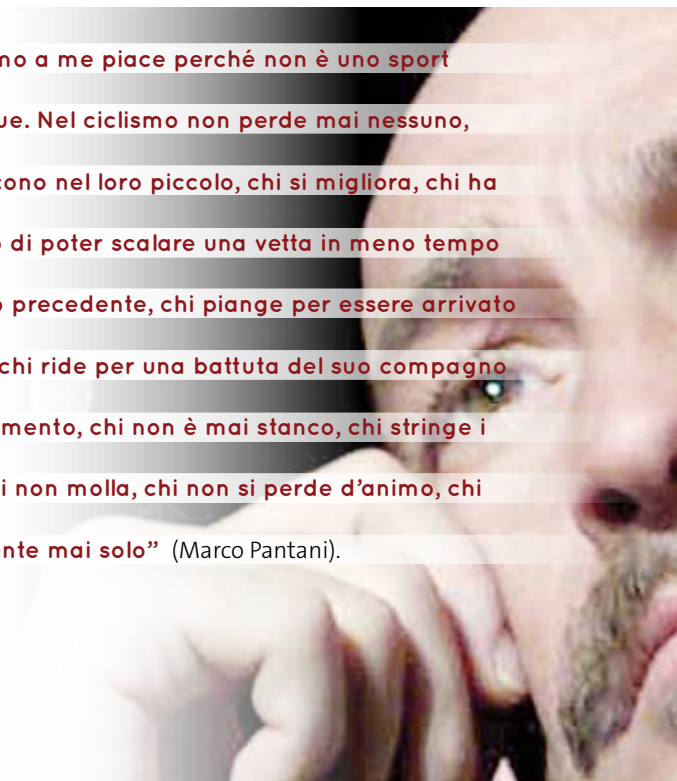 mo a me piace perché non è uno sport
ue. Nel ciclismo non perde mai nessuno,
cono nel loro piccolo, chi si migliora, chi ha
o di poter scalare una vetta in meno tempo
o precedente, chi piange per essere arrivato
chi ride per una battuta del suo compagno
mento, chi non è mai stanco, chi stringe i
i non molla, chi non si perde d’animo, chi
nte mai solo” (Marco Pantani).